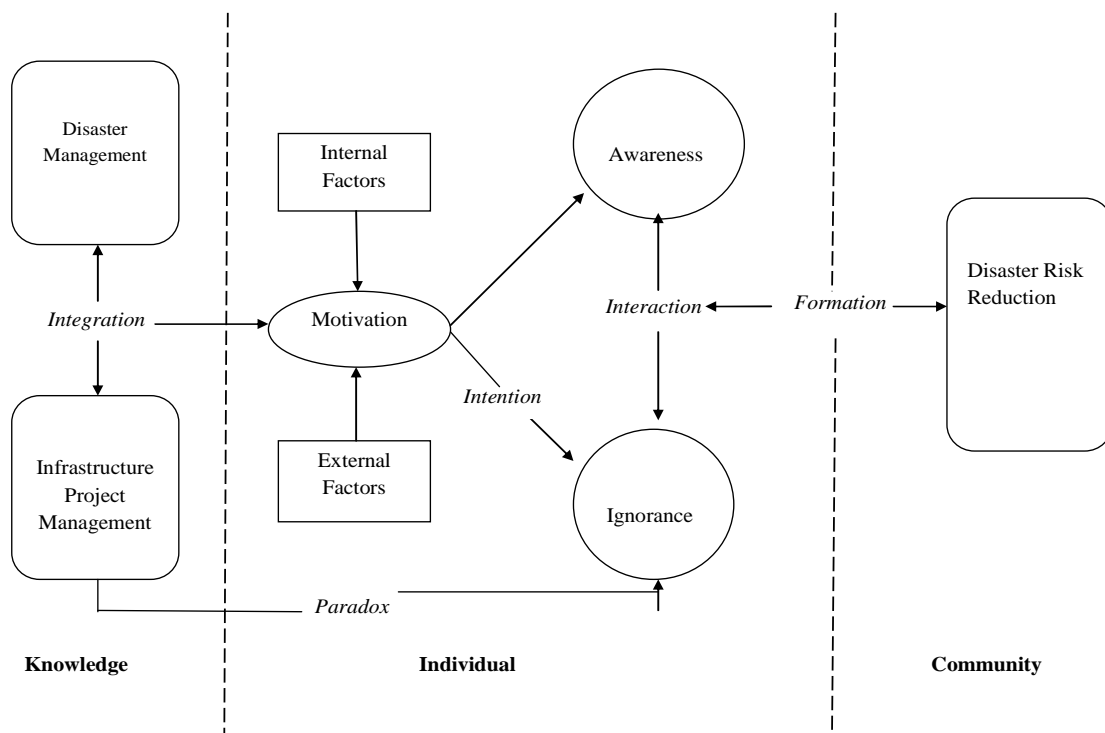 Disaster
Management
Integration
Infrastructure
Project
Management
Knowledge
Internal
Factors
Motivation
External
Factors
Intention
Paradox
Awareness
Interaction
Ignorance
Individual
Formation
Disaster Risk
Reduction
Community